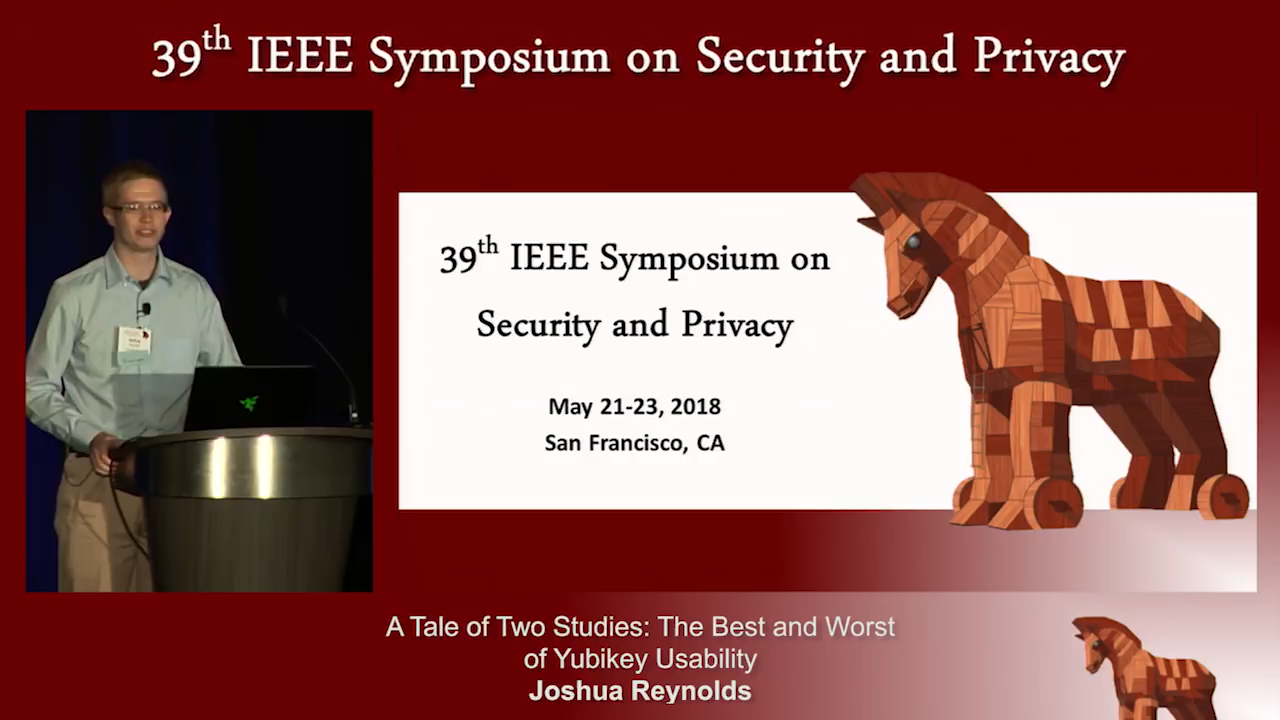 39th IEEE Symposium on Security and Privacy
39th IEEE Symposium on
Security and Privacy
May 21-23, 2018
San Francisco, CA
A Tale of Two Studies: The Best and Worst
of Yubikey Usability
Joshua Reynolds